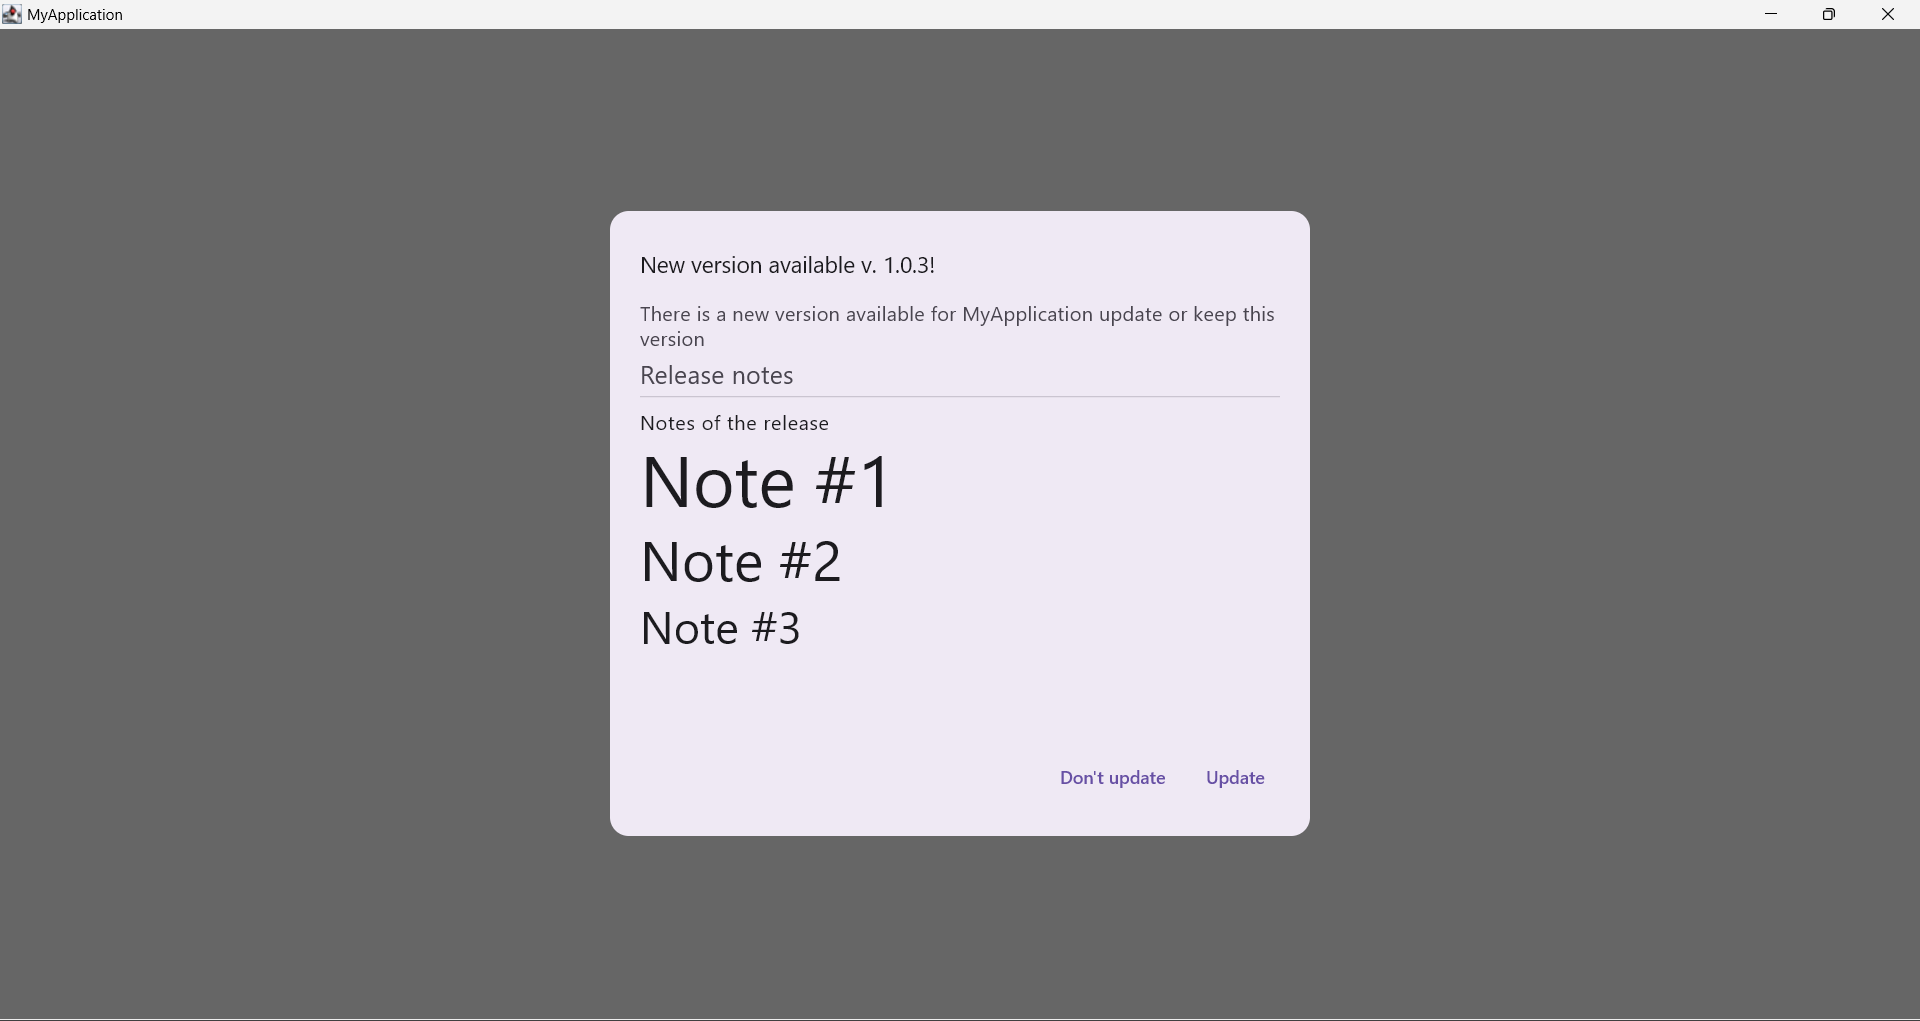 MyApplication
New version available v. 1.0.3!
There is a new version available for MyApplication update or keep this
version
Release notes
Notes of the release
Note #1
Note #2
Note #3
Don't update
Update